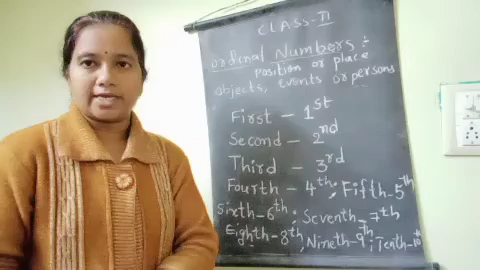 CLASS-II
Ordinal Numbers:
position or place
objects, Events or persons
First - 1st
Second - 2nd
Third - 3rd
Fourth - 4th; Fifth-5th
Sixth-6th; Seventh-7th
Eighth-8th, Nineth-9th; Tenth-10th